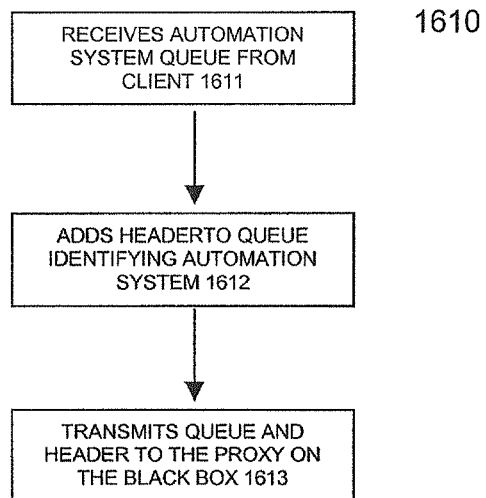 1610
RECEIVES AUTOMATION
SYSTEM QUEUE FROM
CLIENT 1611
ADDS HEADERTO QUEUE
IDENTIFYING AUTOMATION
SYSTEM 1612
TRANSMITS QUEUE AND
HEADER TO THE PROXY ON
THE BLACK BOX 1613